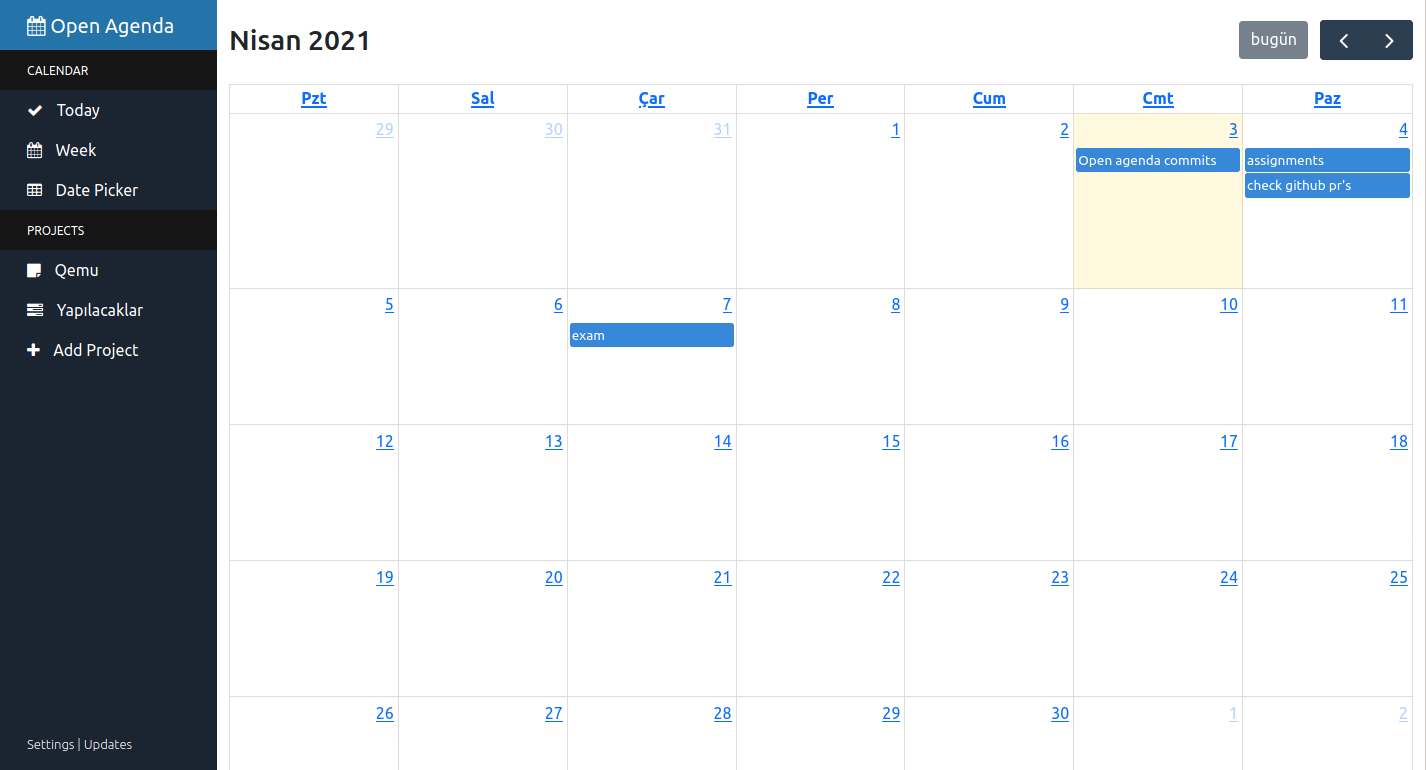 Open Agenda
CALENDAR
Today
Week
Date Picker
PROJECTS
Qemu
Yapılacaklar
Add Project
Settings | Updates
Nisan 2021
bugün
Pzt Sal Çar Per Cum Cmt Paz
29 30 31 1 2 3 4
Open agenda commits assignments
check github pr's
5 6 7 8 9 10 11
exam
12 13 14 15 16 17 18
19 20 21 22 23 24 25
26 27 28 29 30 1 2